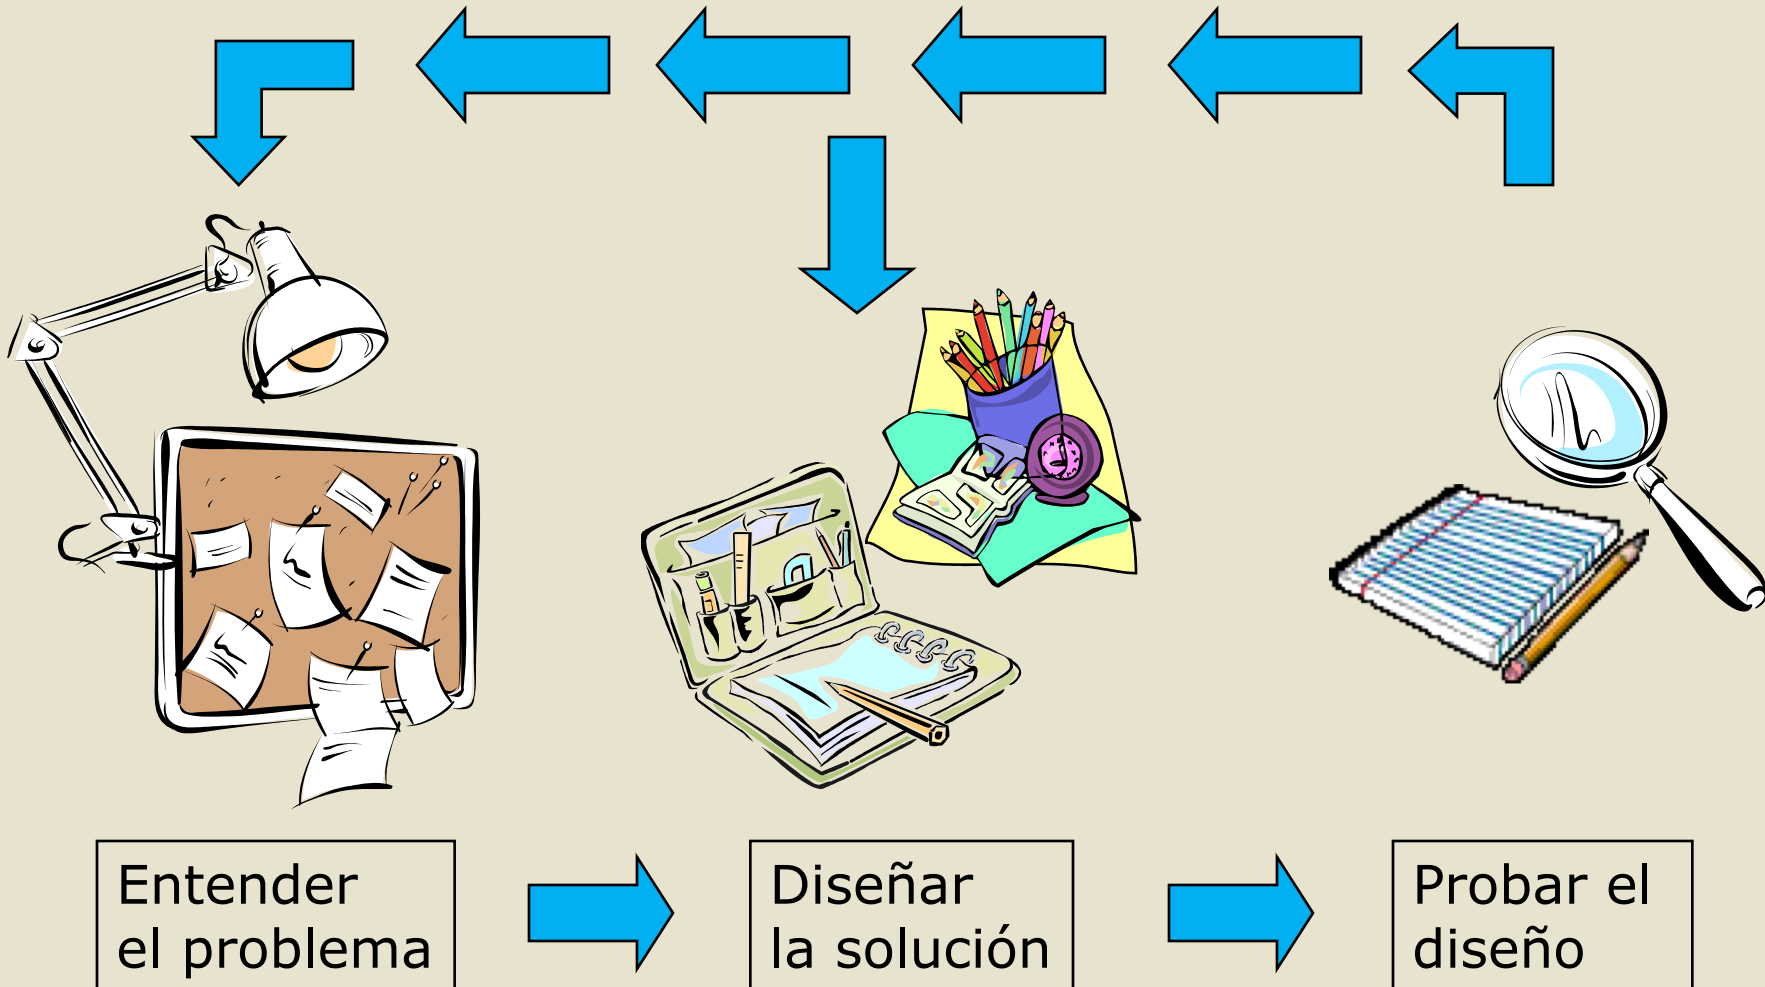 Entender
el problema
Diseñar
la solución
Probar el
diseño